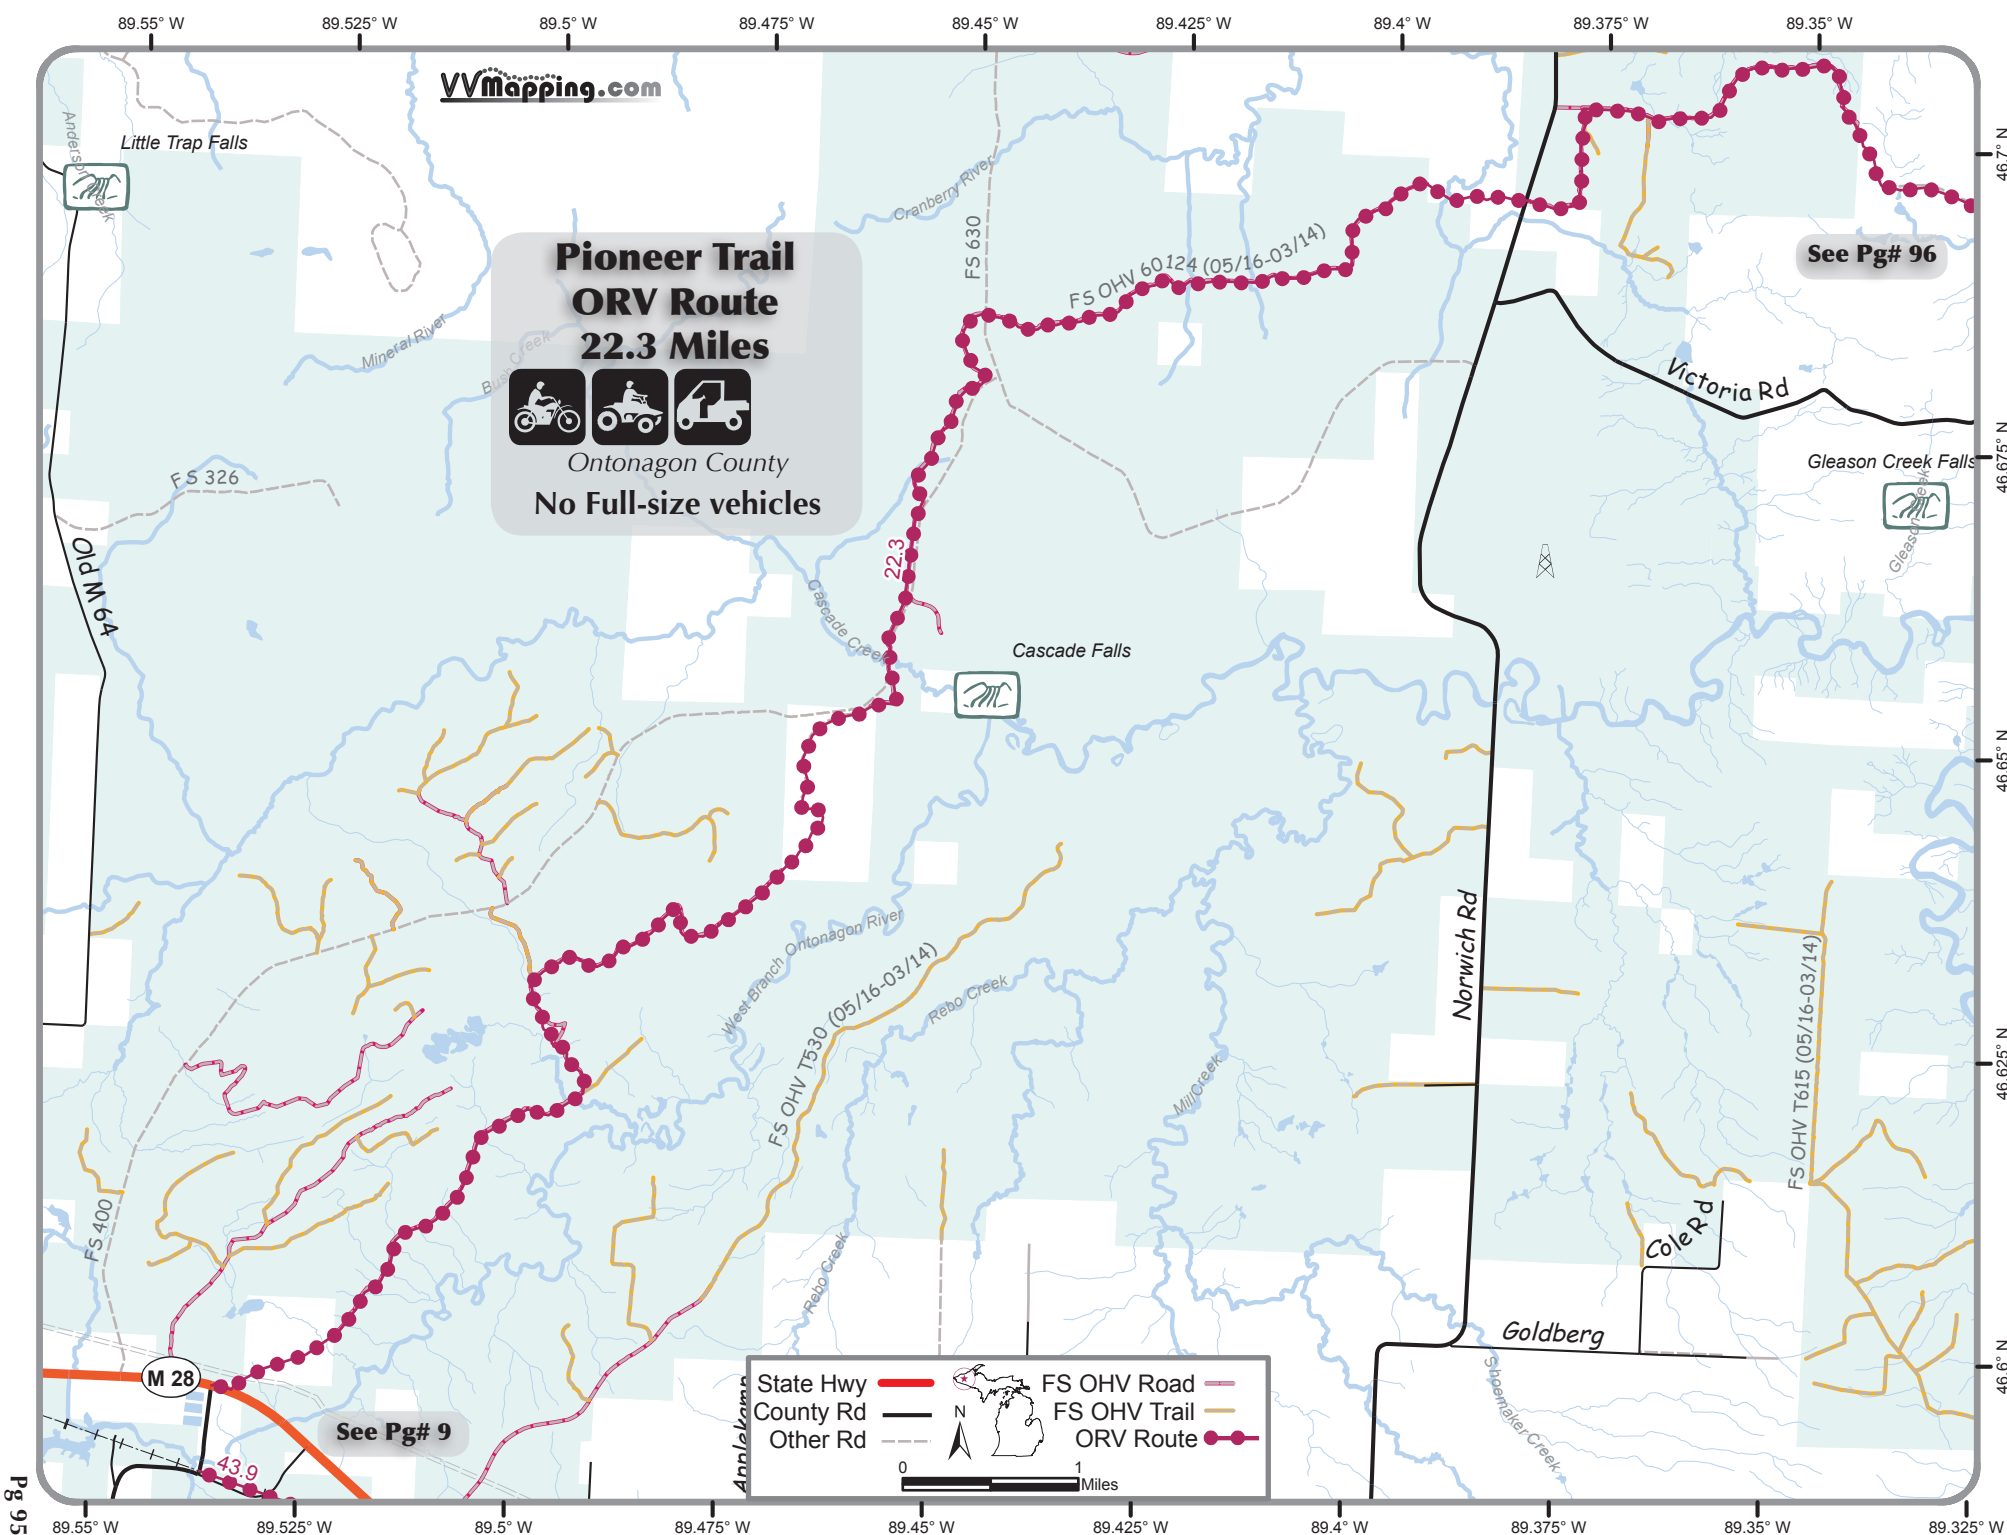 89.55° W 89.525° W 89.5° W 89.475° W 89.45° W 89.425° W 89.4° W 89.375° W 89.35° W
VVMapping.com
Little Trap Falls
Anderson Creek
Cranberry River
FS 630
FS OHV 60124 (05/16-03/14)
46.7° N
See Pg# 96
Pioneer Trail
ORV Route
22.3 Miles
Ontonagon County
No Full-size vehicles
Mineral River
Bush Creek
Victoria Rd
FS 326
46.675° N
Gleason Creek Falls
Gleason Creek
Old M 64
22.3
Cascade Creek
Cascade Falls
46.65° N
Norwich Rd
West Branch Ontonagon River
FS OHV T530 (05/16-03/14)
Rebo Creek
Mill Creek
FS OHV T615 (05/16-03/14)
46.625° N
FS 400
Cole Rd
Rebo Creek
Goldberg
Shoemaker Creek
46.6° N
M 28
See Pg# 9
43.9
Applekamp
State Hwy
County Rd
Other Rd
N
FS OHV Road
FS OHV Trail
ORV Route
0 1
Miles
Pg 95
89.55° W 89.525° W 89.5° W 89.475° W 89.45° W 89.425° W 89.4° W 89.375° W 89.35° W 89.325° W